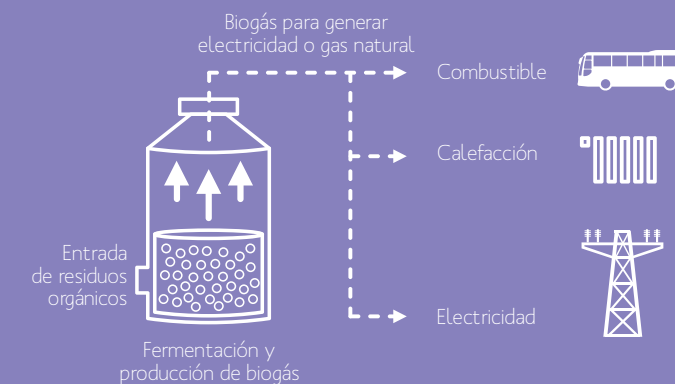 Biogás para generar
electricidad o gas natural
Combustible
Calefacción
Entrada
de residuos
orgánicos
Electricidad
Fermentación y
producción de biogás